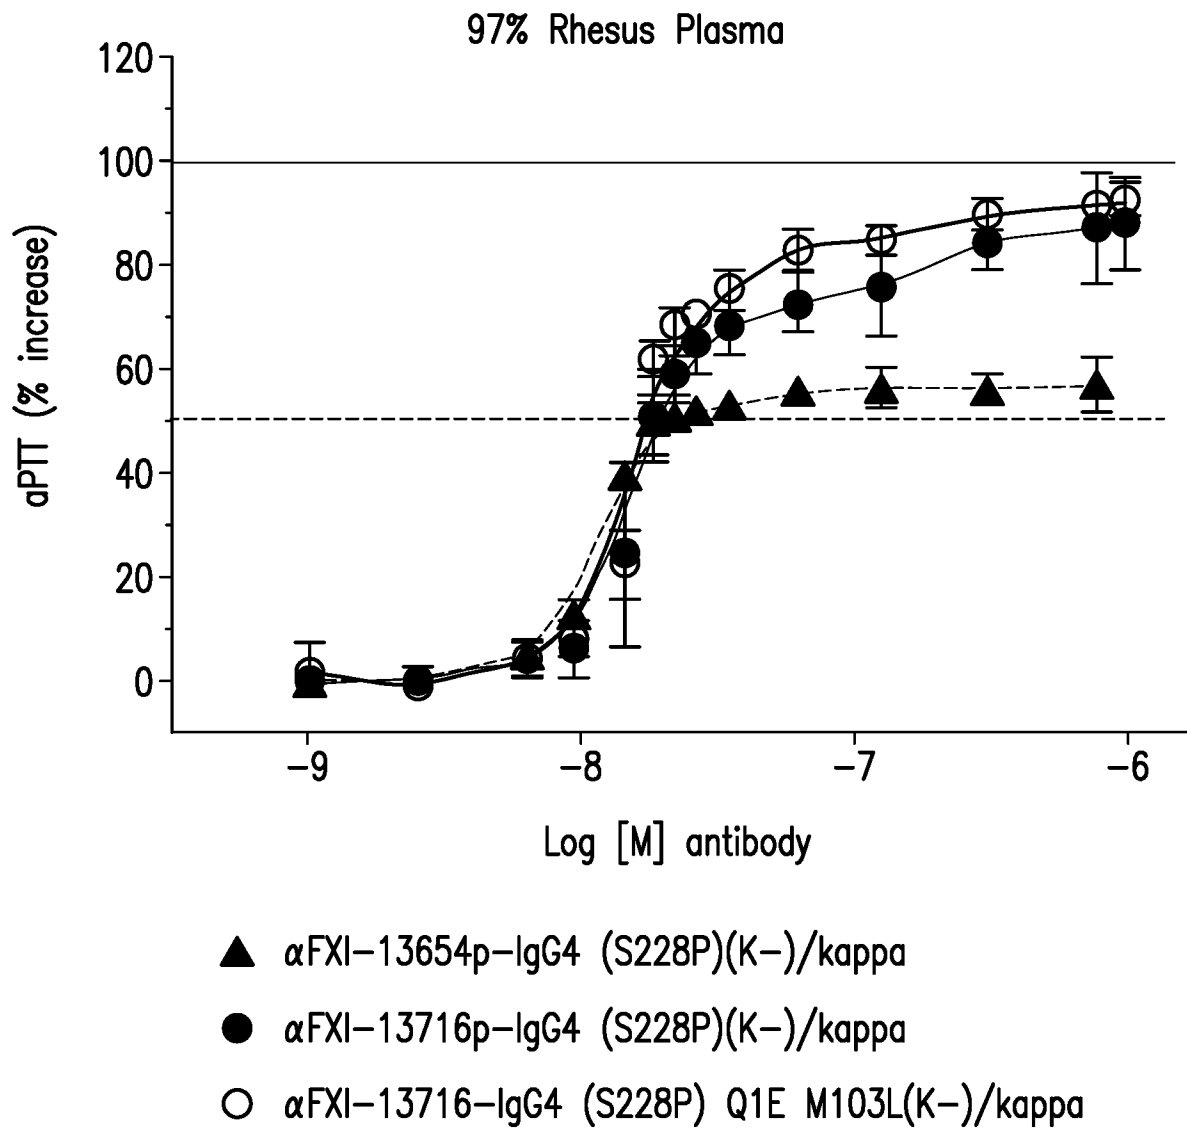 97% Rhesus Plasma
120
100
80
60
40
20
0
aPTT (% increase)
−9
−8
−7
−6
Log [M] antibody
αFXI−13654p−IgG4 (S228P)(K−)/kappa
αFXI−13716p−IgG4 (S228P)(K−)/kappa
αFXI−13716−IgG4 (S228P) Q1E M103L(K−)/kappa